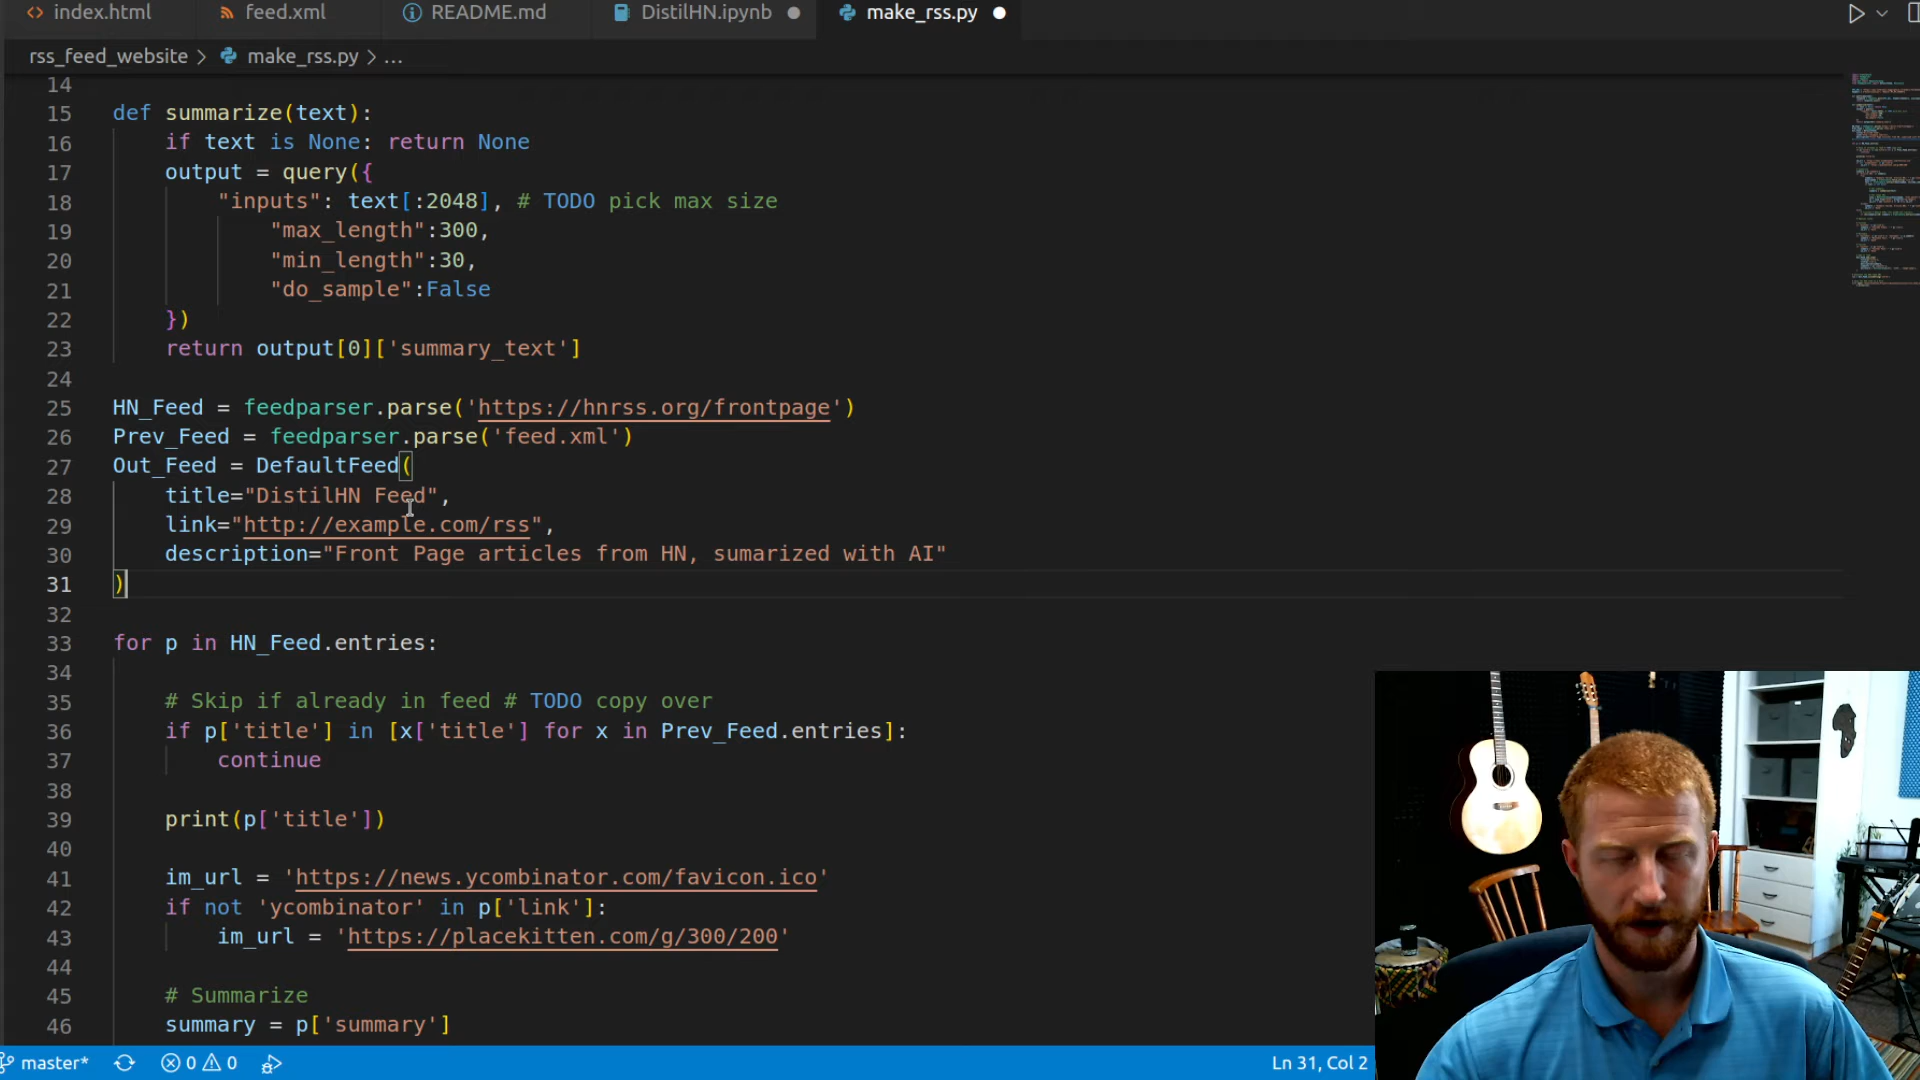 index.html feed.xml README.md DistilHN.ipynb make_rss.py
rss_feed_website > make_rss.py > ...
14
15 def summarize(text):
16 if text is None: return None
17 output = query({
18 "inputs": text[:2048], # TODO pick max size
19 "max_length":300,
20 "min_length":30,
21 "do_sample":False
22 })
23 return output[0]['summary_text']
24
25 HN_Feed = feedparser.parse('https://hnrss.org/frontpage')
26 Prev_Feed = feedparser.parse('feed.xml')
27 Out_Feed = DefaultFeed(
28 title="DistilHN Feed",
29 link="http://example.com/rss",
30 description="Front Page articles from HN, sumarized with AI"
31 )
32
33 for p in HN_Feed.entries:
34
35 # Skip if already in feed # TODO copy over
36 if p['title'] in [x['title'] for x in Prev_Feed.entries]:
37 continue
38
39 print(p['title'])
40
41 im_url = 'https://news.ycombinator.com/favicon.ico'
42 if not 'ycombinator' in p['link']:
43 im_url = 'https://placekitten.com/g/300/200'
44
45 # Summarize
46 summary = p['summary']
master* 0 0 Ln 31, Col 2